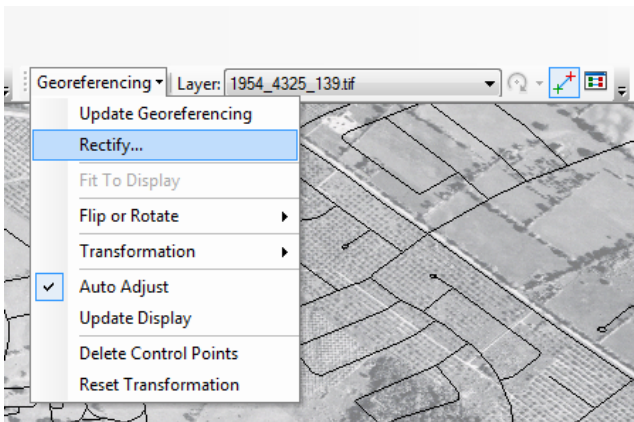 Georeferencing Layer: 1954_4325_139.tif
Update Georeferencing
Rectify...
Fit To Display
Flip or Rotate
Transformation
Auto Adjust
Update Display
Delete Control Points
Reset Transformation